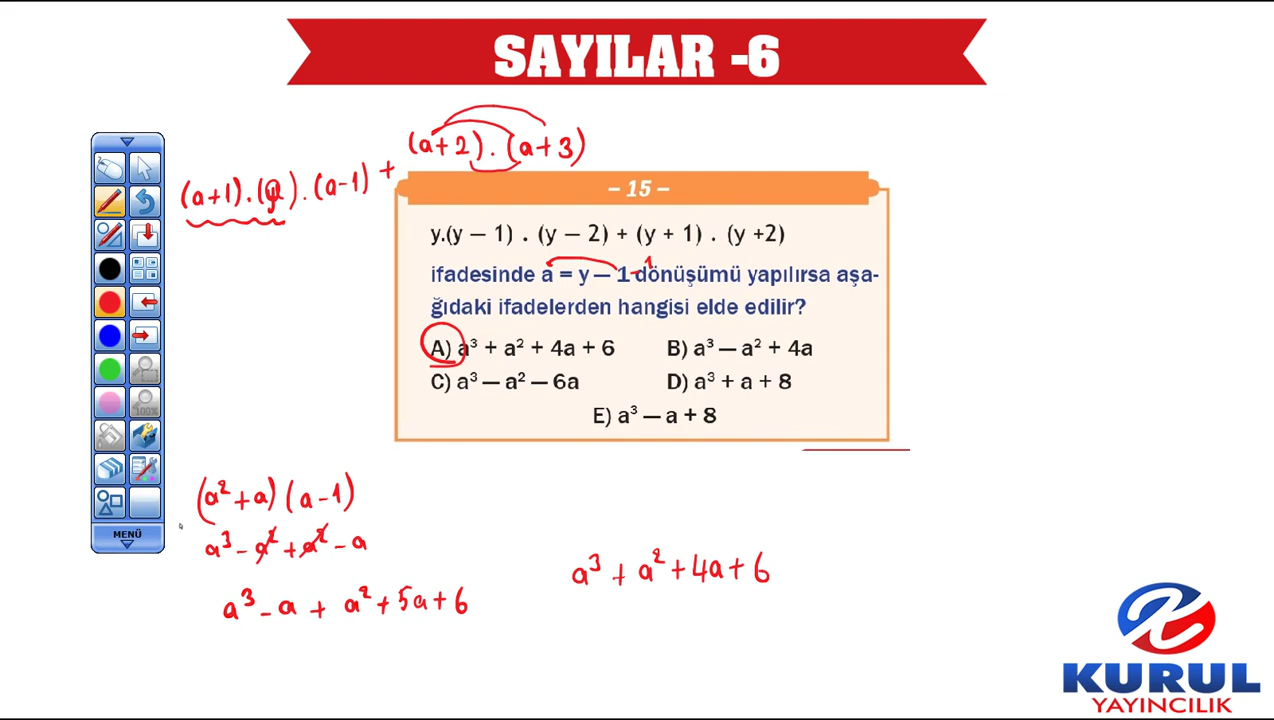 SAYILAR -6
(a+1).(y).(a-1) + (a+2).(a+3)
– 15 –
y.(y — 1) . (y — 2) + (y + 1) . (y +2)
ifadesinde a = y — 1 dönüşümü yapılırsa aşa-
ğıdaki ifadelerden hangisi elde edilir?
A) a³ + a² + 4a + 6 B) a³ — a² + 4a
C) a³ — a² — 6a D) a³ + a + 8
E) a³ — a + 8
(a² + a) (a - 1)
a³ - a² + a² - a
a³ - a + a² + 5a + 6
a³ + a² + 4a + 6
100%
MENÜ
KURUL
YAYINCILIK